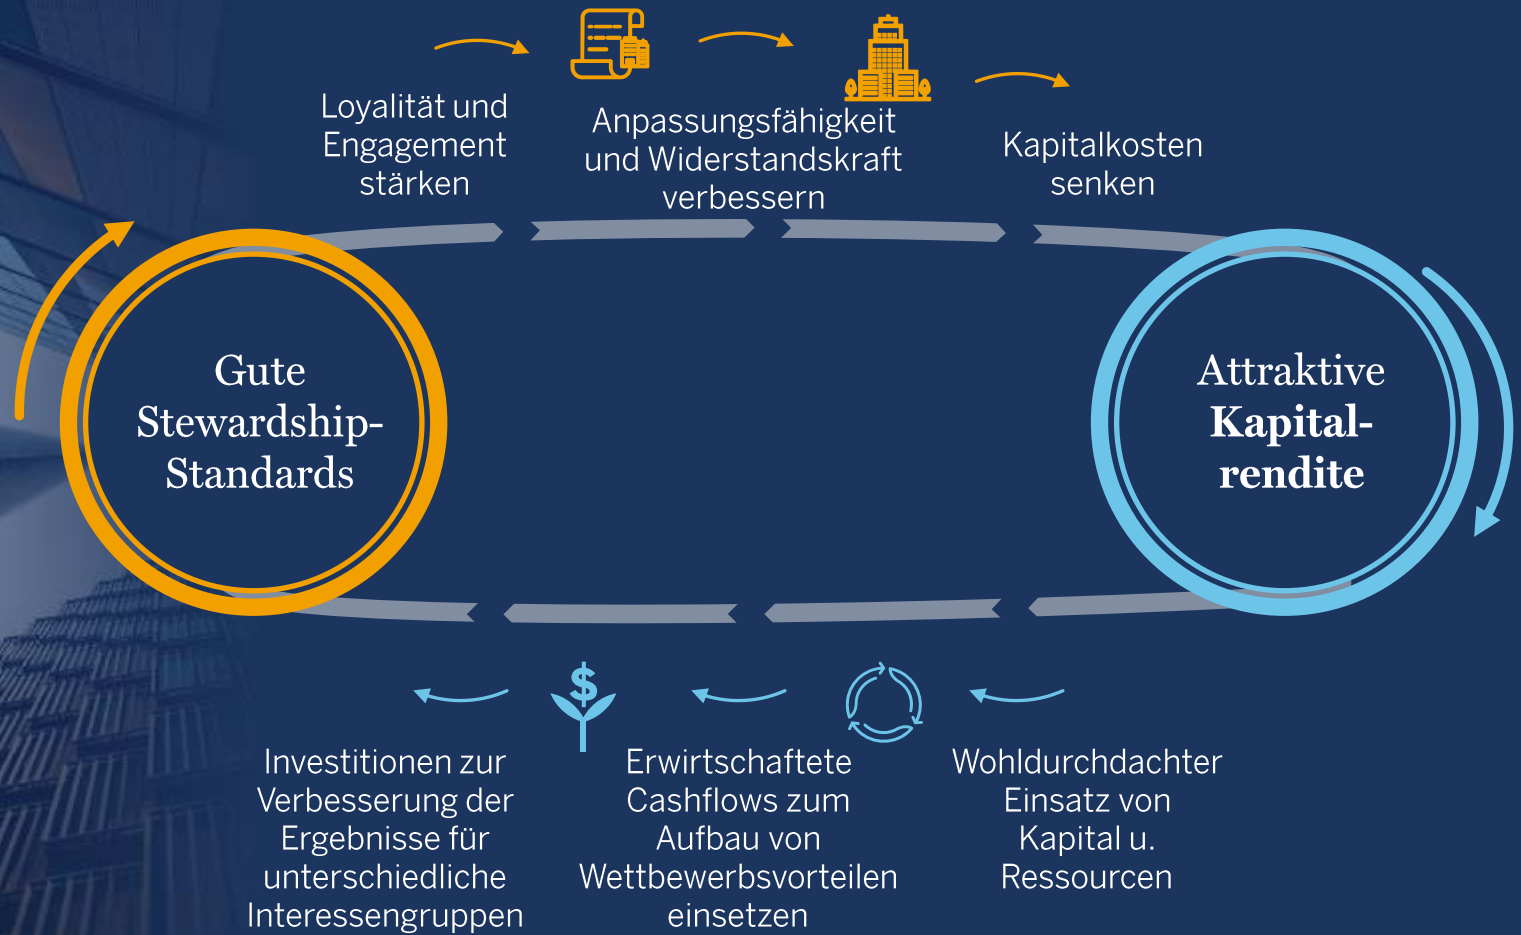 Loyalität und
Engagement
stärken
Anpassungsfähigkeit
und Widerstandskraft
verbessern
Kapitalkosten
senken
Gute
Stewardship-
Standards
Attraktive
Kapital-
rendite
$
Investitionen zur
Verbesserung der
Ergebnisse für
unterschiedliche
Interessengruppen
Erwirtschaftete
Cashflows zum
Aufbau von
Wettbewerbsvorteilen
einsetzen
Wohldurchdachter
Einsatz von
Kapital u.
Ressourcen